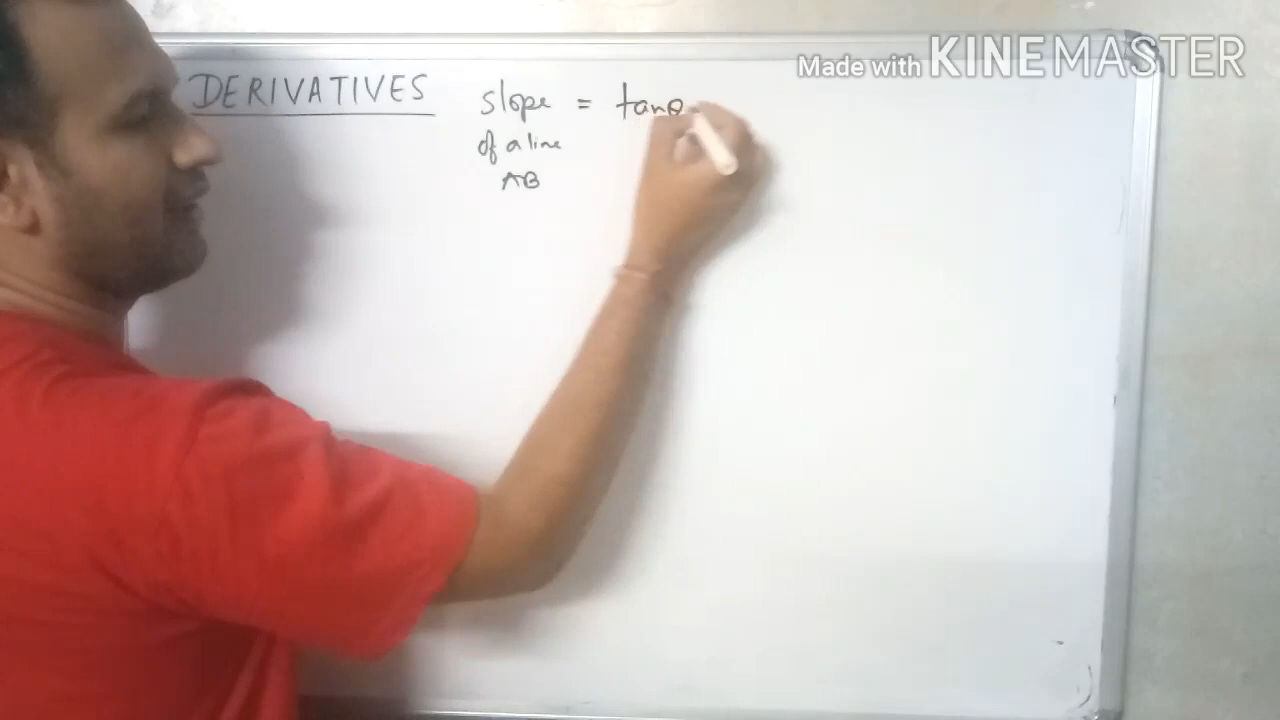 Made with KINEMASTER
DERIVATIVES
slope = tanθ
of a line
AB